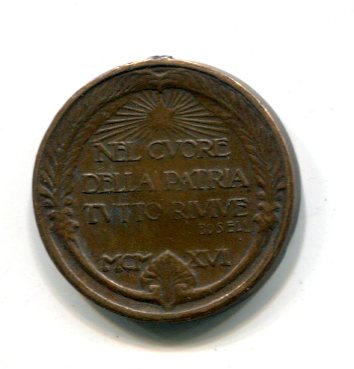 NEL CVORE
DELLA PATRIA
TVTTO RIVIVE
BOSELLI
MCM XVI